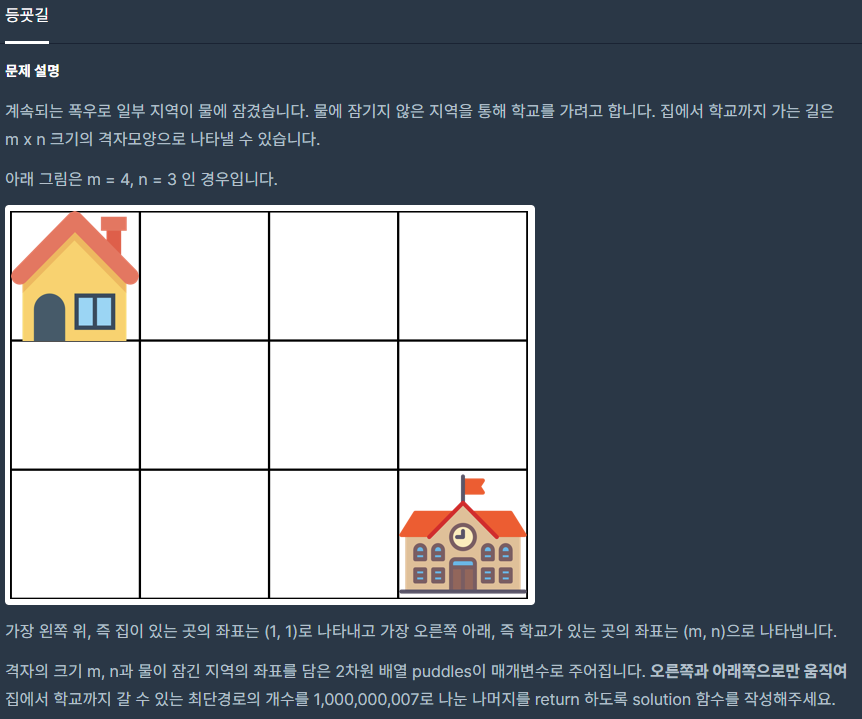 등굣길
문제 설명
계속되는 폭우로 일부 지역이 물에 잠겼습니다. 물에 잠기지 않은 지역을 통해 학교를 가려고 합니다. 집에서 학교까지 가는 길은
m x n 크기의 격자모양으로 나타낼 수 있습니다.
아래 그림은 m = 4, n = 3 인 경우입니다.
가장 왼쪽 위, 즉 집이 있는 곳의 좌표는 (1, 1)로 나타내고 가장 오른쪽 아래, 즉 학교가 있는 곳의 좌표는 (m, n)으로 나타냅니다.
격자의 크기 m, n과 물이 잠긴 지역의 좌표를 담은 2차원 배열 puddles이 매개변수로 주어집니다. 오른쪽과 아래쪽으로만 움직여
집에서 학교까지 갈 수 있는 최단경로의 개수를 1,000,000,007로 나눈 나머지를 return 하도록 solution 함수를 작성해주세요.